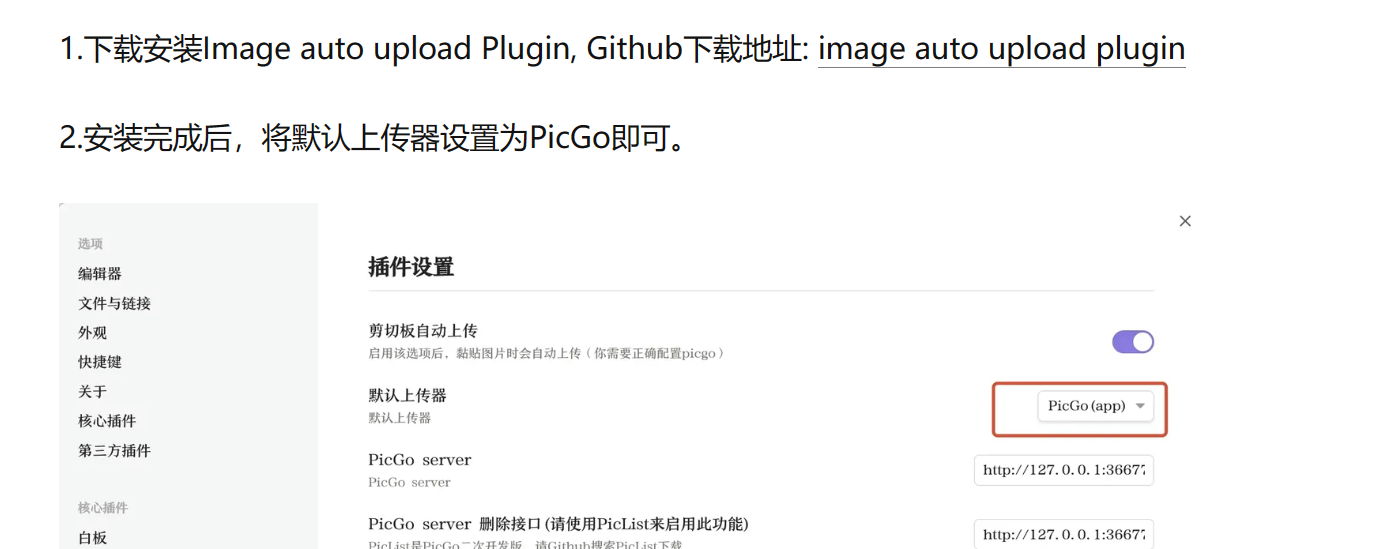 1.下载安装Image auto upload Plugin, Github下载地址: image auto upload plugin
2.安装完成后，将默认上传器设置为PicGo即可。
选项
编辑器
文件与链接
外观
快捷键
关于
核心插件
第三方插件
核心插件
白板
插件设置
剪切板自动上传
启用该选项后，黏贴图片时会自动上传（你需要正确配置picgo）
默认上传器
默认上传器
PicGo(app)
PicGo server
PicGo server
http://127.0.0.1:36677
PicGo server 删除接口(请使用PicList来启用此功能)
PicList是PicGo二次开发版，请Github搜索PicList下载
http://127.0.0.1:36677